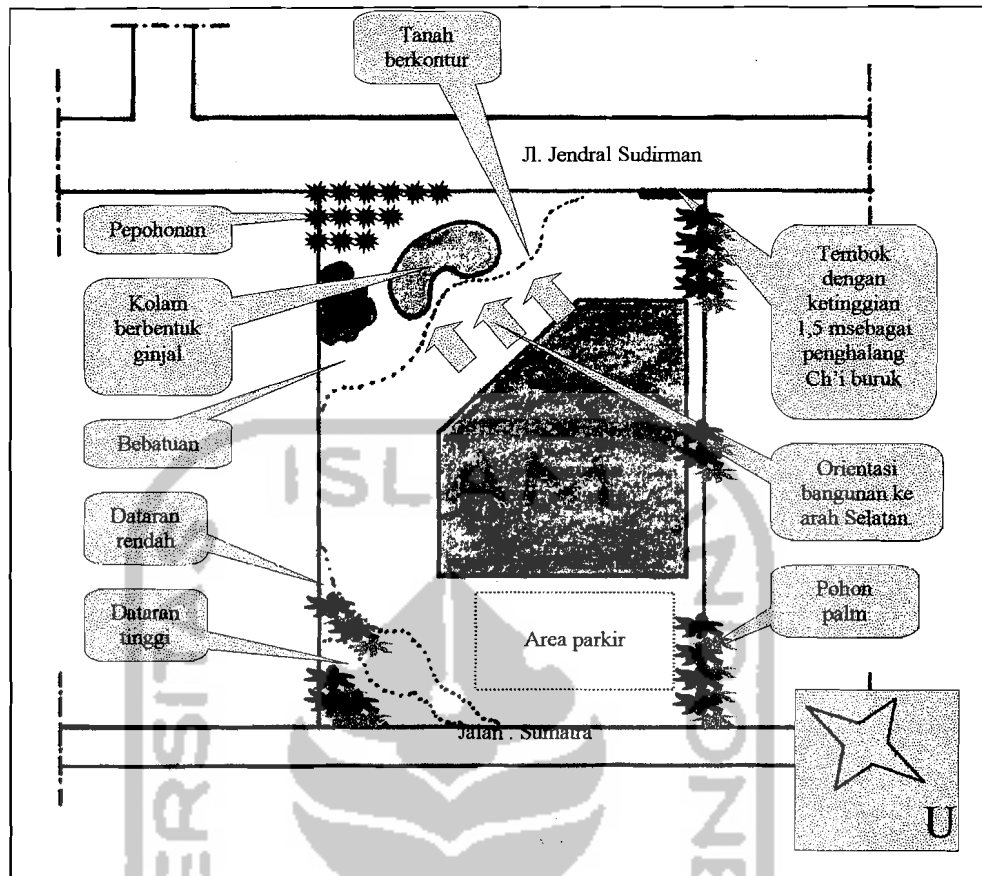 Tanah
berkontur
Jl. Jendral Sudirman
Pepohonan
Kolam
berbentuk
ginjal
Tembok
dengan
ketinggian
1,5 msebagai
penghalang
Ch'i buruk
Bebatuan
ISLAM
Orientasi
bangunan ke
arah Selatan
Dataran
rendah
Dataran
tinggi
Pohon
palm
Area parkir
Jalan . Sumatra
U